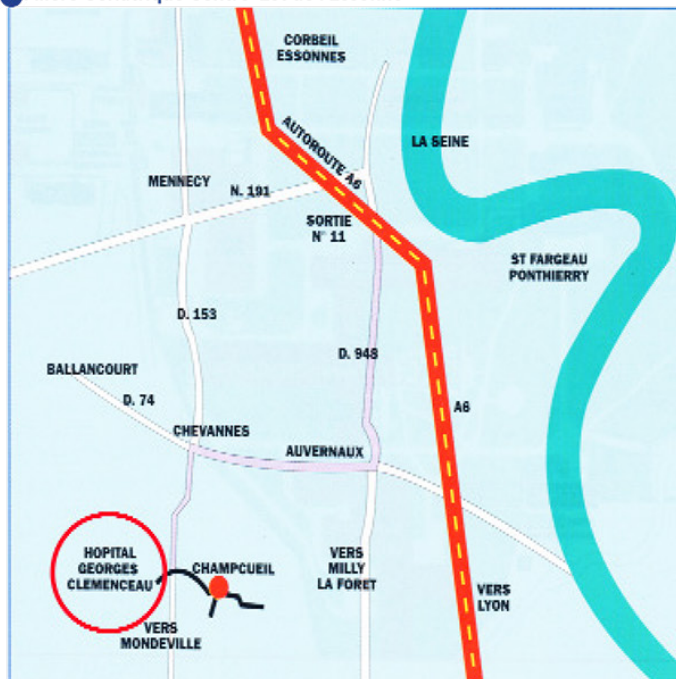 CORBEIL
ESSONNES
AUTOROUTE A6
LA SEINE
MENNECY
N. 191
SORTIE
N° 11
ST FARGEAU
PONTHIERRY
D. 153
D. 948
BALLANCOURT
D. 74
A6
CHEVANNES
AUVERNAUX
HOPITAL
GEORGES
CLEMENCEAU
CHAMPCUEIL
VERS
MILLY
LA FORET
VERS
LYON
VERS
MONDEVILLE